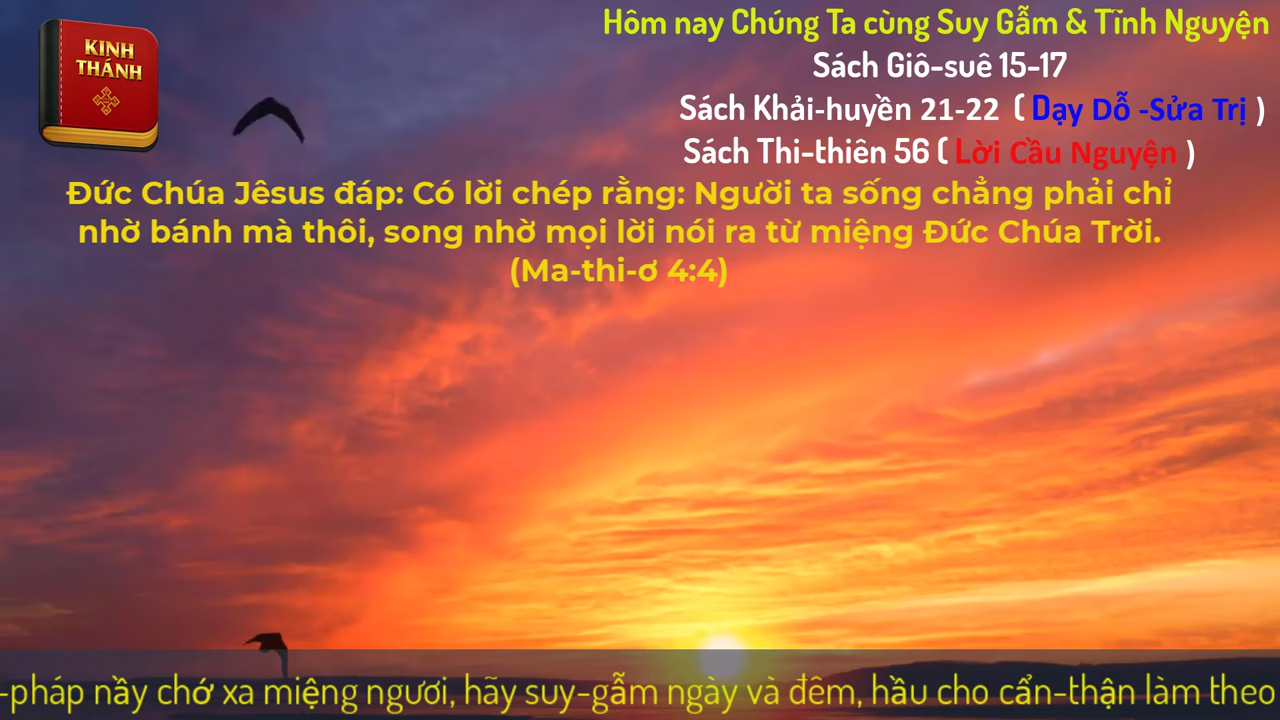 KINH
THÁNH
Hôm nay Chúng Ta cùng Suy Gẫm & Tĩnh Nguyện
Sách Giô-suê 15-17
Sách Khải-huyền 21-22 ( Dạy Dỗ -Sửa Trị )
Sách Thi-thiên 56 ( Lời Cầu Nguyện )
Đức Chúa Jêsus đáp: Có lời chép rằng: Người ta sống chẳng phải chỉ
nhờ bánh mà thôi, song nhờ mọi lời nói ra từ miệng Đức Chúa Trời.
(Ma-thi-ơ 4:4)
-pháp nầy chớ xa miệng ngươi, hãy suy-gẫm ngày và đêm, hầu cho cẩn-thận làm theo